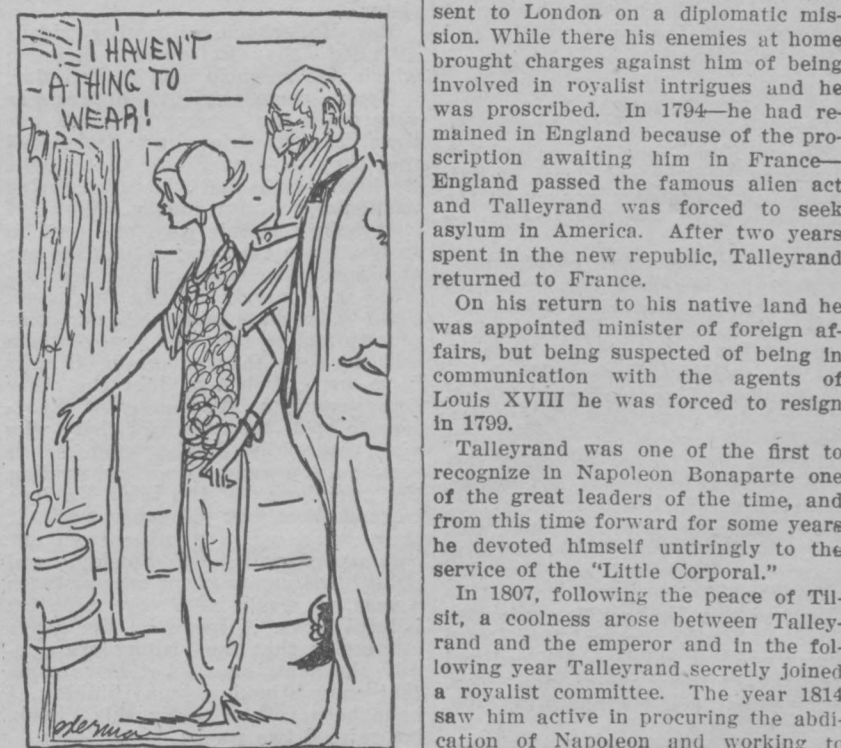 I HAVEN'T
A THING TO
WEAR!
sent to London on a diplomatic mis-
sion. While there his enemies at home
brought charges against him of being
involved in royalist intrigues and he
was proscribed. In 1794—he had re-
mained in England because of the pro-
scription awaiting him in France—
England passed the famous alien act
and Talleyrand was forced to seek
asylum in America. After two years
spent in the new republic, Talleyrand
returned to France.
On his return to his native land he
was appointed minister of foreign af-
fairs, but being suspected of being in
communication with the agents of
Louis XVIII he was forced to resign
in 1799.
Talleyrand was one of the first to
recognize in Napoleon Bonaparte one
of the great leaders of the time, and
from this time forward for some years
he devoted himself untiringly to the
service of the "Little Corporal."
In 1807, following the peace of Til-
sit, a coolness arose between Talley-
rand and the emperor and in the fol-
lowing year Talleyrand secretly joined
a royalist committee. The year 1814
saw him active in procuring the abdi-
cation of Napoleon and working to